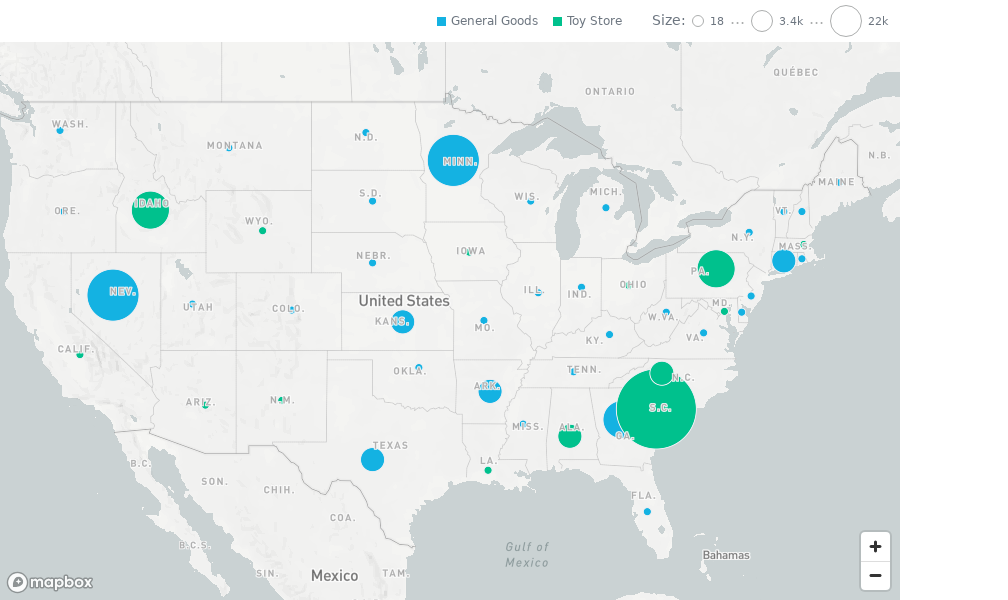 General Goods Toy Store Size: 18 ... 3.4k ... 22k
QUÉBEC
ONTARIO
WASH.
N.D.
MONTANA
MINN.
N.B.
MAINE
S.D.
WIS.
MICH.
IDAHO
ORE.
WYO.
VT.
N.Y.
MASS.
NEBR.
IOWA
PA.
NEV.
ILL.
IND.
OHIO
United States
UTAH
COLO.
MD.
KANS.
MO.
W.VA.
VA.
KY.
CALIF.
OKLA.
TENN.
N.C.
ARK.
ARIZ.
N.M.
S.C.
MISS.
ALA.
GA.
TEXAS
LA.
B.C.
SON.
CHIH.
FLA.
COA.
B.C.S.
Gulf of
Mexico
Bahamas
SIN.
Mexico
TAM.
mapbox
+
−